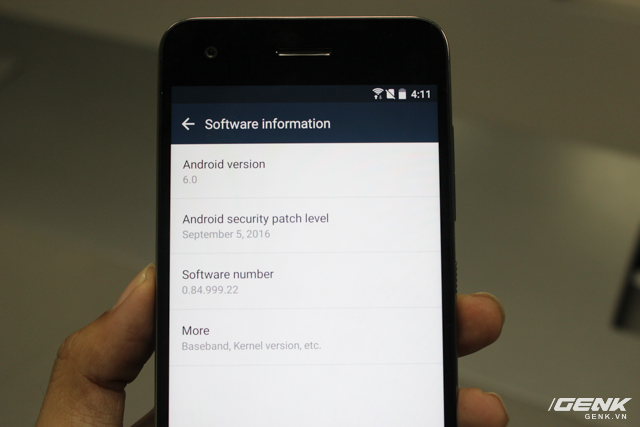 4:11
Software information
Android version
6.0
Android security patch level
September 5, 2016
Software number
0.84.999.22
More
Baseband, Kernel version, etc.
GENK
GENK.VN